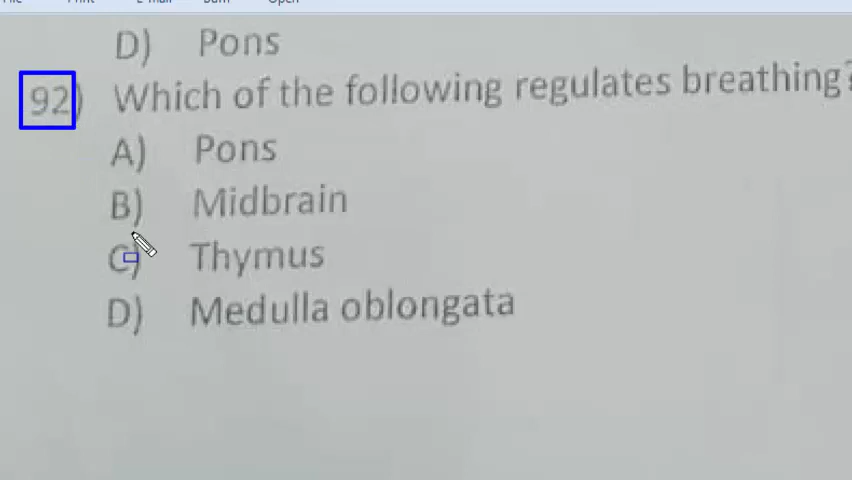 File Print E-mail Burn Open
D) Pons
92) Which of the following regulates breathing?
A) Pons
B) Midbrain
C) Thymus
D) Medulla oblongata